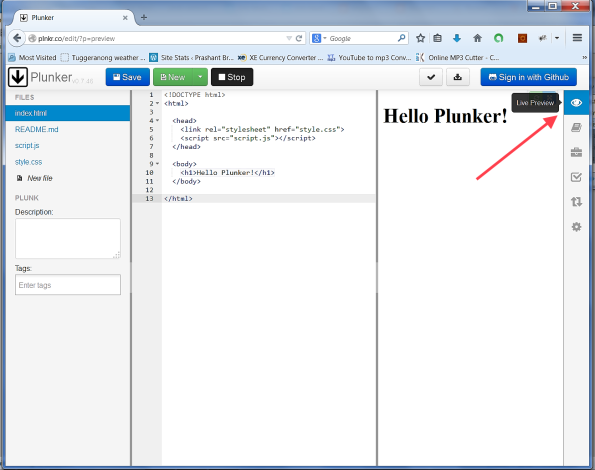 Plunker
plnkr.co/edit/?p=preview
Google
Most Visited
Tuggeranong weather ...
Site Stats ‹ Prashant Br...
XE Currency Converter ...
YouTube to mp3 Conv...
Online MP3 Cutter - C...
Plunker v0.7.46
Save
New
Stop
Sign in with Github
FILES
index.html
README.md
script.js
style.css
New file
PLUNK
Description:
Tags:
Enter tags
1 <!DOCTYPE html>
2 <html>
3
4 <head>
5 <link rel="stylesheet" href="style.css">
6 <script src="script.js"></script>
7 </head>
8
9 <body>
10 <h1>Hello Plunker!</h1>
11 </body>
12
13 </html>
Live Preview
Hello Plunker!